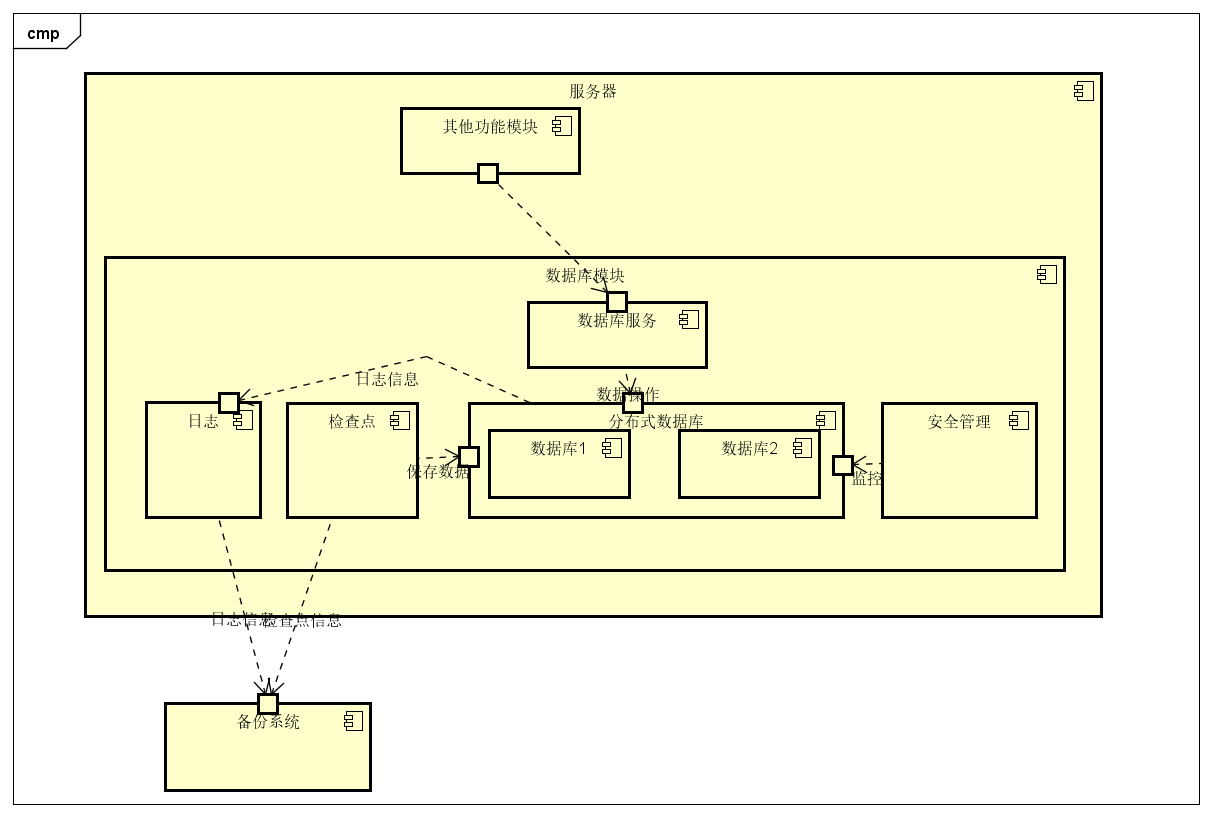 cmp
服务器
其他功能模块
数据库模块
数据库服务
日志信息
数据操作
日志
检查点
分布式数据库
安全管理
数据库1
数据库2
保存数据
监控
日志信息
检查点信息
备份系统